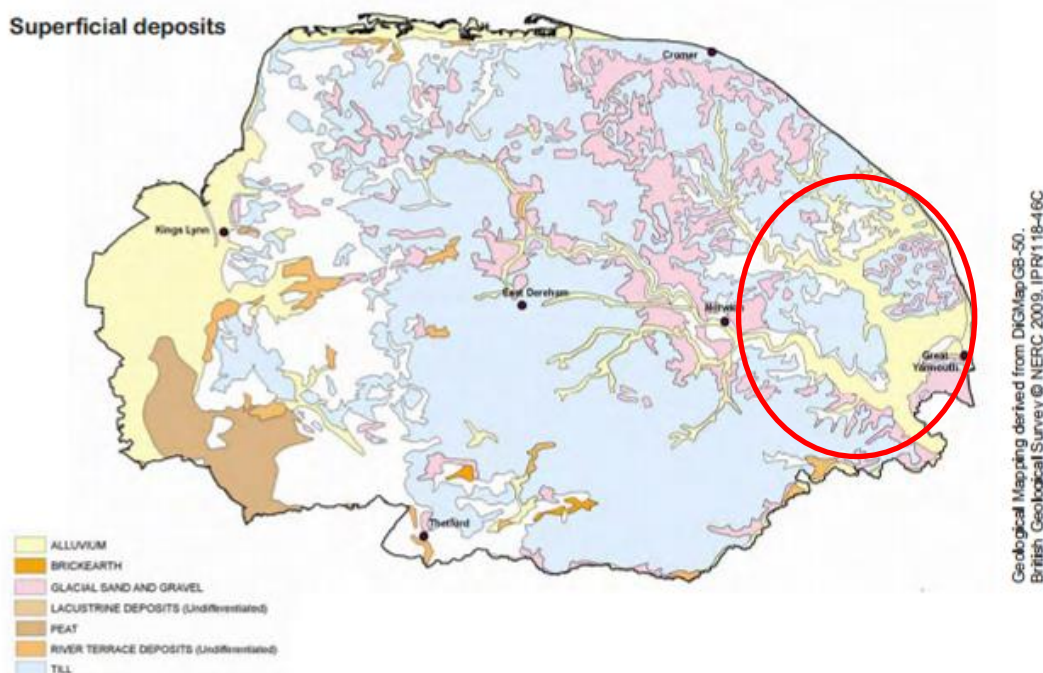 Superficial deposits
Cromer
Kings Lynn
East Dereham
Norwich
Great
Yarmouth
Thetford
ALLUVIUM
BRICKEARTH
GLACIAL SAND AND GRAVEL
LACUSTRINE DEPOSITS (Undifferentiated)
PEAT
RIVER TERRACE DEPOSITS (Undifferentiated)
TILL
Geological Mapping derived from DiGMapGB-50.
British Geological Survey © NERC 2009. IPR/118-46C